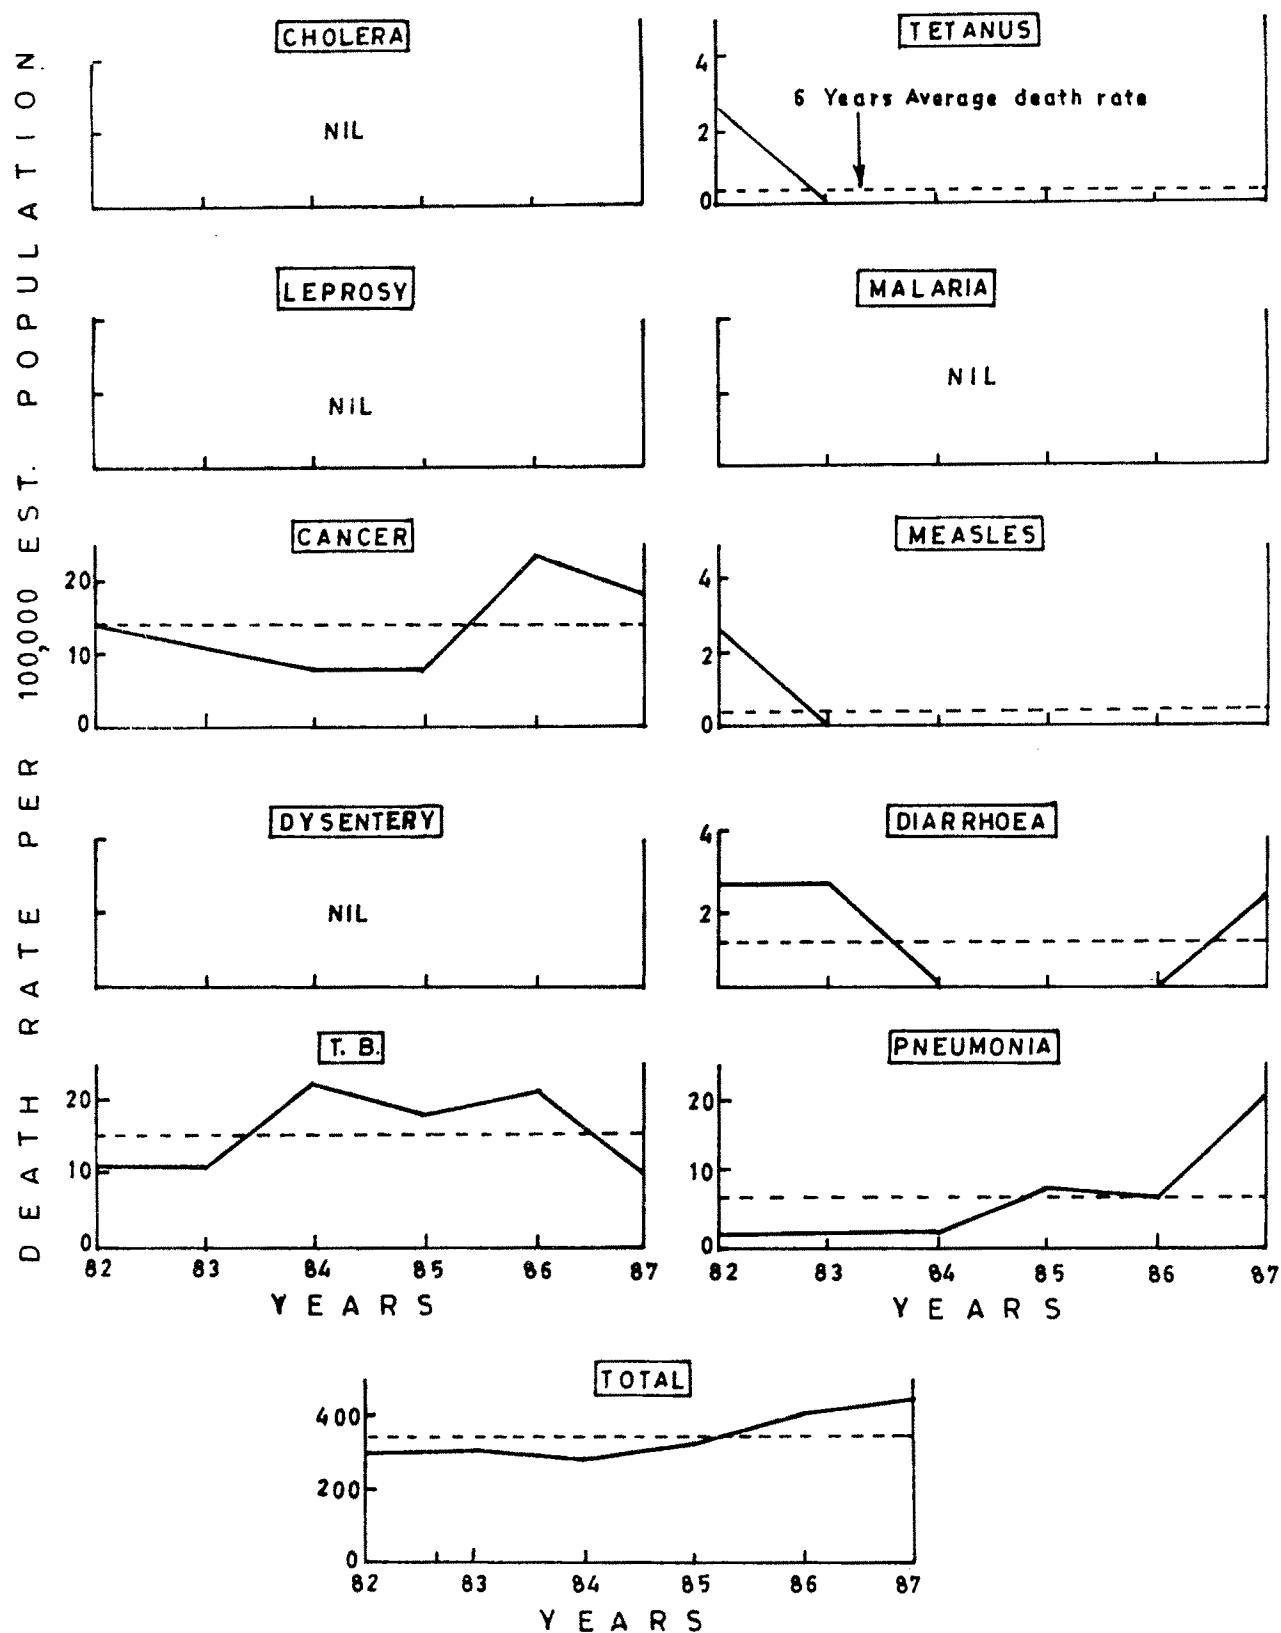 DEATH RATE PER 100,000 EST. POPULATION
CHOLERA
NIL
TETANUS
4
2
0
6 Years Average death rate
LEPROSY
NIL
MALARIA
NIL
CANCER
20
10
0
MEASLES
4
2
0
DYSENTERY
NIL
DIARRHOEA
4
2
T. B.
20
10
0
82 83 84 85 86 87
YEARS
PNEUMONIA
20
10
0
82 83 84 85 86 87
YEARS
TOTAL
400
200
0
82 83 84 85 86 87
YEARS